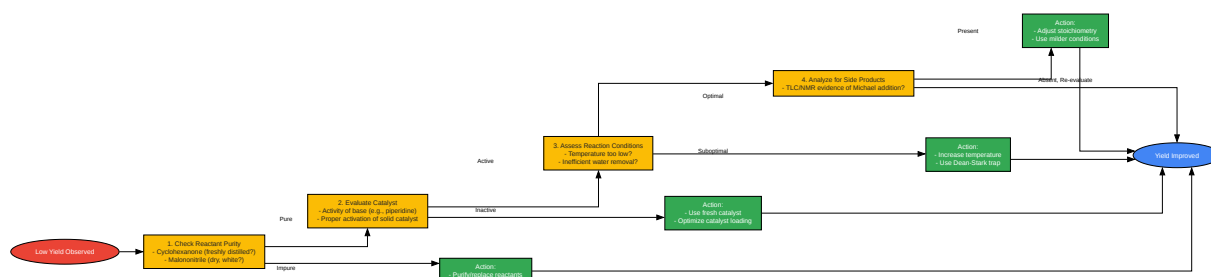 Low Yield Observed
1. Check Reactant Purity
- Cyclohexanone (freshly distilled?)
- Malononitrile (dry, white?)
Pure
Impure
Action:
- Purify/replace reactants
2. Evaluate Catalyst
- Activity of base (e.g., piperidine)
- Proper activation of solid catalyst
Active
Inactive
Action:
- Use fresh catalyst
- Optimize catalyst loading
3. Assess Reaction Conditions
- Temperature too low?
- Inefficient water removal?
Optimal
Suboptimal
Action:
- Increase temperature
- Use Dean-Stark trap
4. Analyze for Side Products
- TLC/NMR evidence of Michael addition?
Present
Absent, Re-evaluate
Action:
- Adjust stoichiometry
- Use milder conditions
Yield Improved